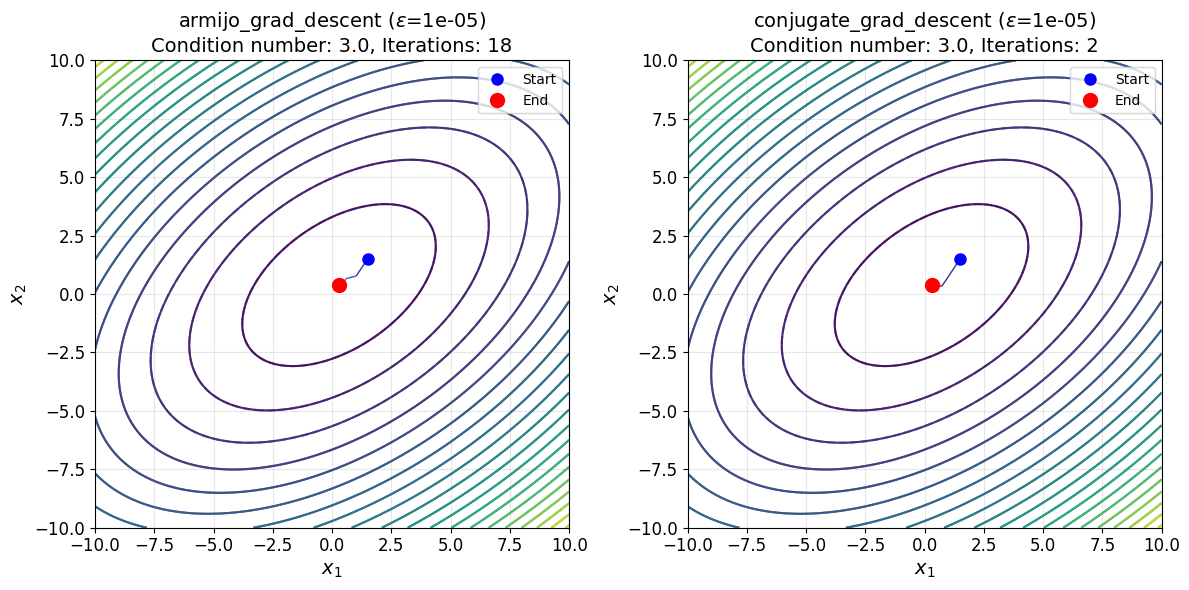 armijo_grad_descent (ε=1e-05)
Condition number: 3.0, Iterations: 18
10.0
7.5
5.0
2.5
0.0
−2.5
−5.0
−7.5
−10.0
x₂
−10.0 −7.5 −5.0 −2.5 0.0 2.5 5.0 7.5 10.0
x₁
Start
End
conjugate_grad_descent (ε=1e-05)
Condition number: 3.0, Iterations: 2
10.0
7.5
5.0
2.5
0.0
−2.5
−5.0
−7.5
−10.0
x₂
−10.0 −7.5 −5.0 −2.5 0.0 2.5 5.0 7.5 10.0
x₁
Start
End